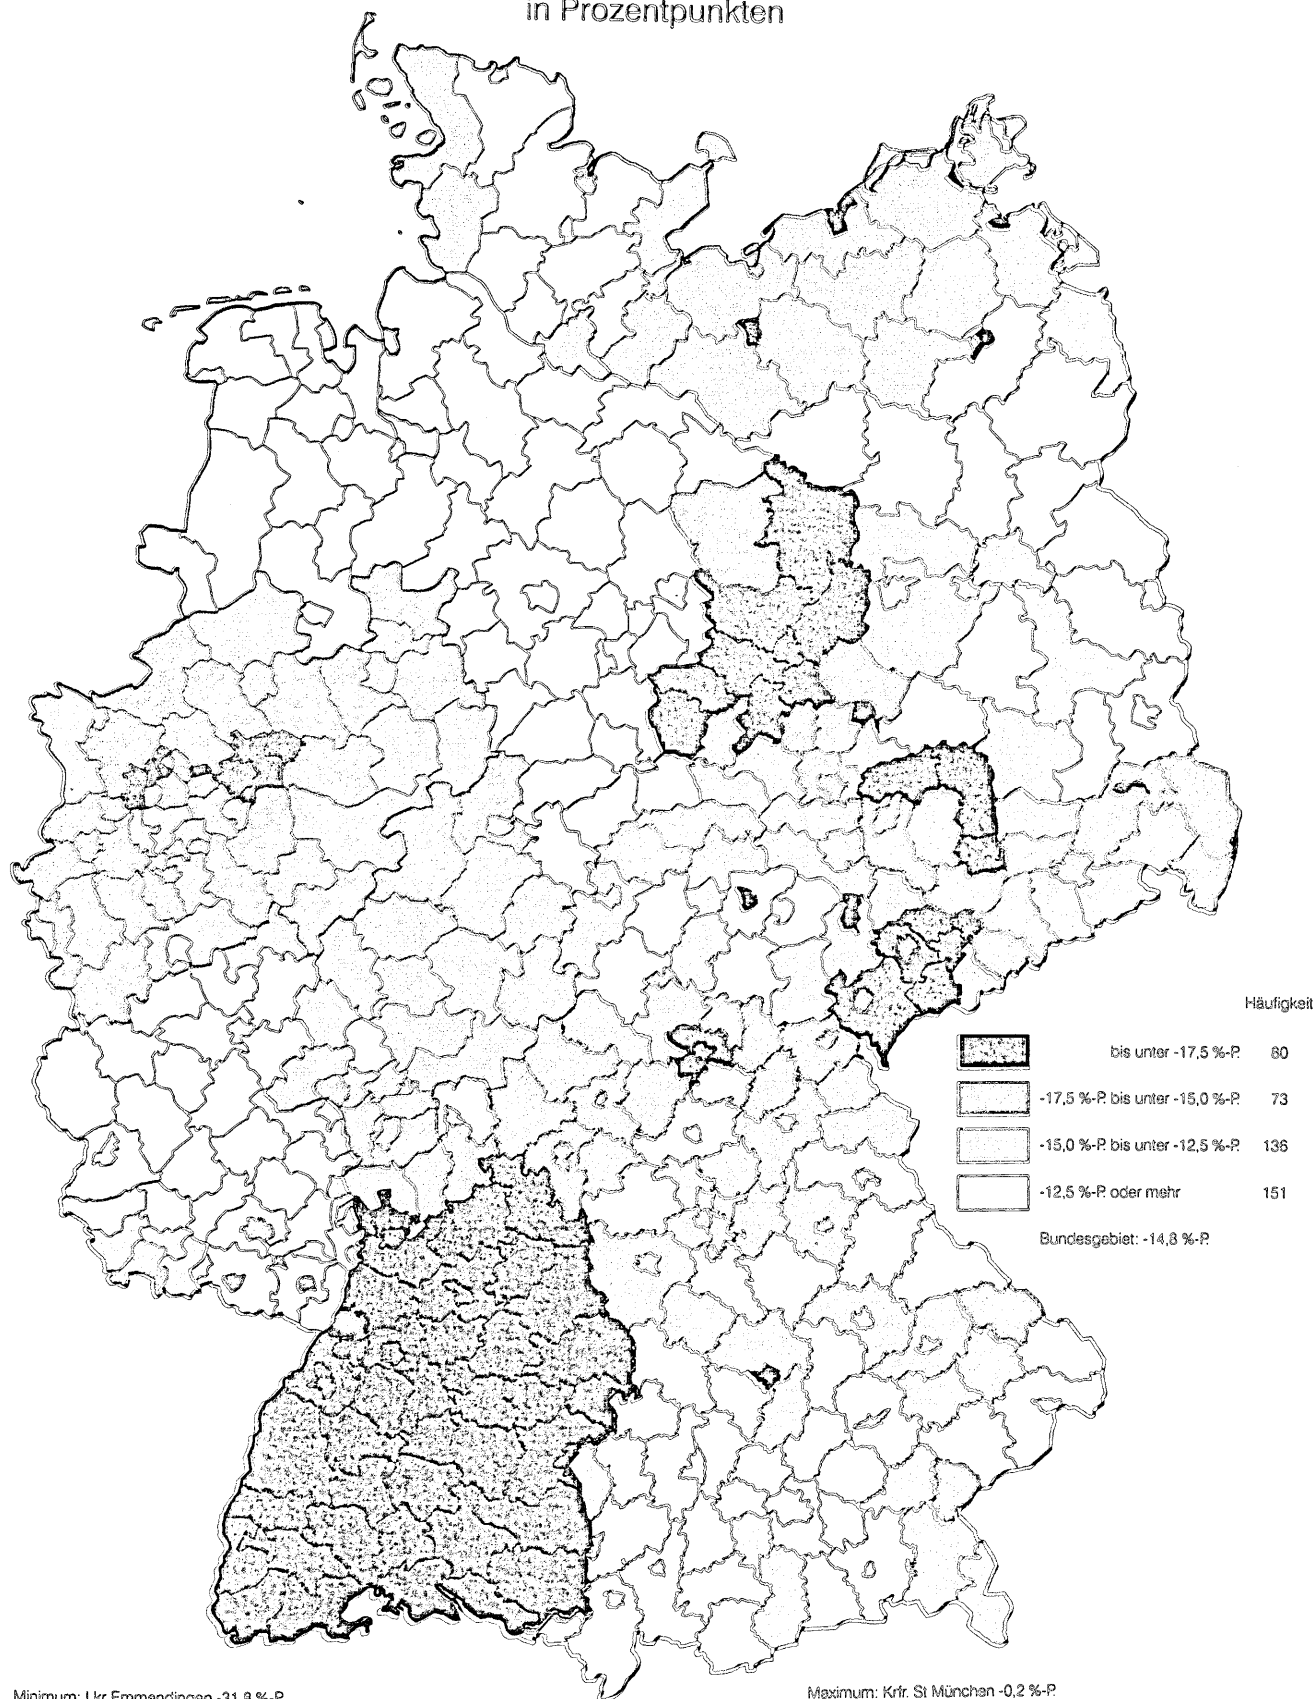 in Prozentpunkten
Häufigkeit
bis unter -17,5 %-P. 80
-17,5 %-P. bis unter -15,0 %-P. 73
-15,0 %-P. bis unter -12,5 %-P. 136
-12,5 %-P. oder mehr 151
Bundesgebiet: -14,8 %-P.
Minimum: Lkr. Emmendingen -31,8 %-P.
Maximum: Krfr. St München -0,2 %-P.